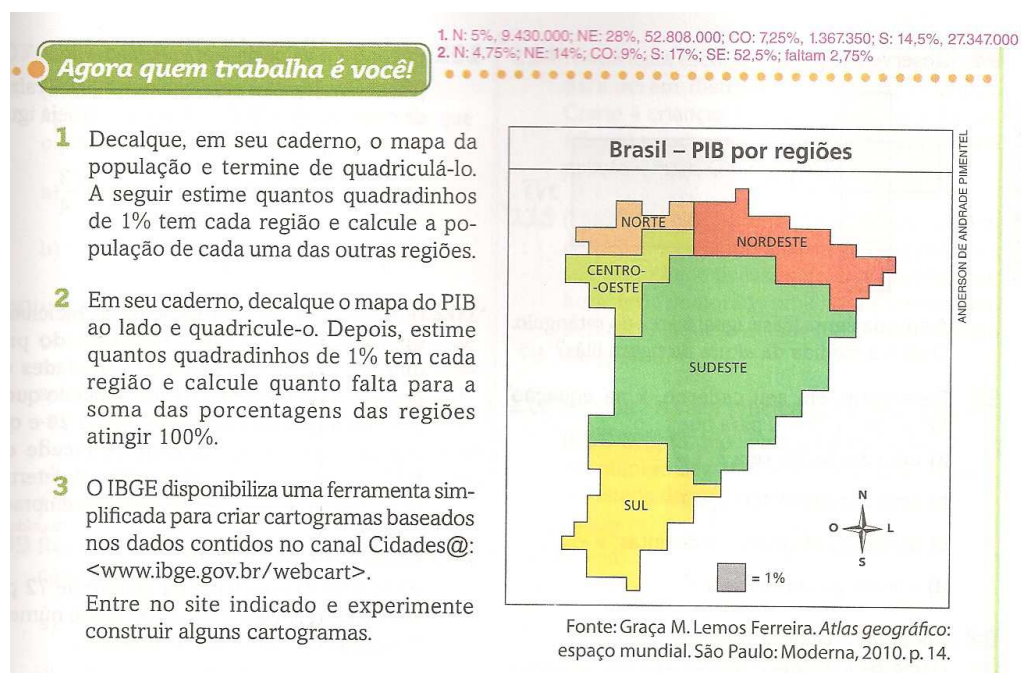 1. N: 5%, 9.430.000; NE: 28%, 52.808.000; CO: 7,25%, 1.367.350; S: 14,5%, 27.347.000
2. N: 4,75%; NE: 14%; CO: 9%; S: 17%; SE: 52,5%; faltam 2,75%
Agora quem trabalha é você!
1 Decalque, em seu caderno, o mapa da
população e termine de quadriculá-lo.
A seguir estime quantos quadradinhos
de 1% tem cada região e calcule a po-
pulação de cada uma das outras regiões.
2 Em seu caderno, decalque o mapa do PIB
ao lado e quadricule-o. Depois, estime
quantos quadradinhos de 1% tem cada
região e calcule quanto falta para a
soma das porcentagens das regiões
atingir 100%.
3 O IBGE disponibiliza uma ferramenta sim-
plificada para criar cartogramas baseados
nos dados contidos no canal Cidades@:
<www.ibge.gov.br/webcart>.
Entre no site indicado e experimente
construir alguns cartogramas.
Brasil – PIB por regiões
NORTE
NORDESTE
CENTRO-
-OESTE
SUDESTE
SUL
N
O L
S
= 1%
ANDERSON DE ANDRADE PIMENTEL
Fonte: Graça M. Lemos Ferreira. Atlas geográfico:
espaço mundial. São Paulo: Moderna, 2010. p. 14.